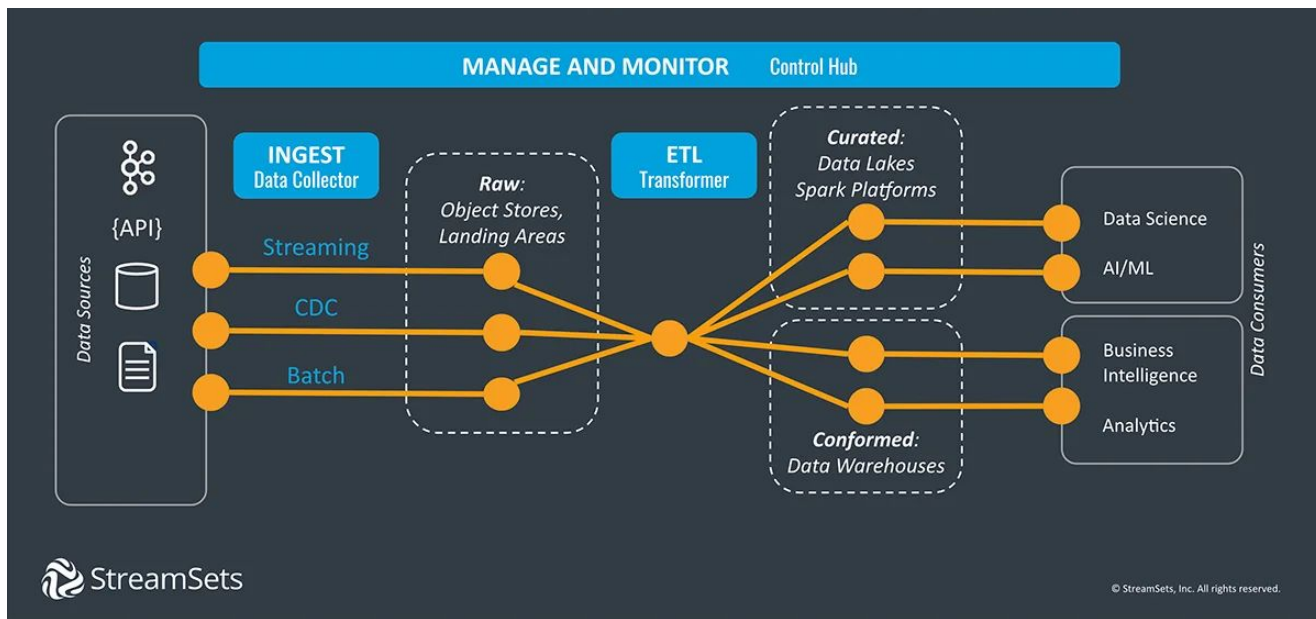 MANAGE AND MONITOR Control Hub
Data Sources
{API}
INGEST
Data Collector
Streaming
CDC
Batch
Raw:
Object Stores,
Landing Areas
ETL
Transformer
Curated:
Data Lakes
Spark Platforms
Conformed:
Data Warehouses
Data Science
AI/ML
Business
Intelligence
Analytics
Data Consumers
StreamSets
© StreamSets, Inc. All rights reserved.